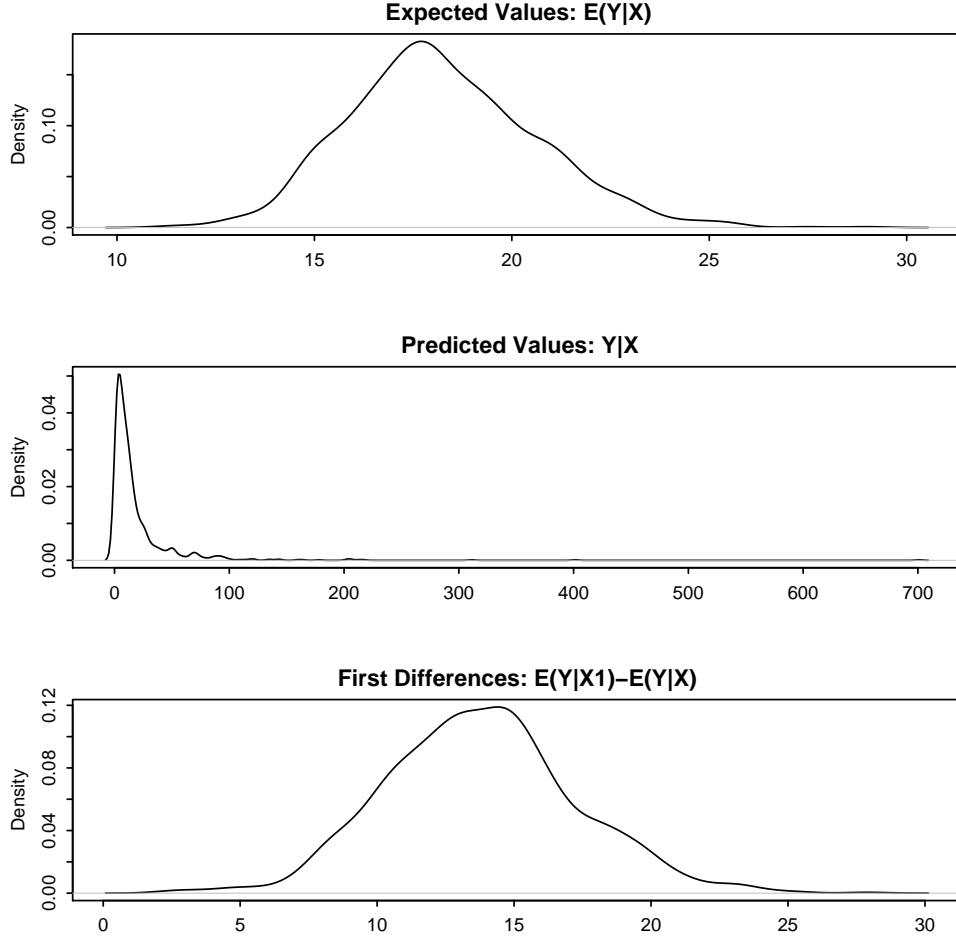 Expected Values: E(Y|X)
Density
0.00
0.10
10 15 20 25 30
Predicted Values: Y|X
Density
0.00
0.02
0.04
0 100 200 300 400 500 600 700
First Differences: E(Y|X1)−E(Y|X)
Density
0.00
0.04
0.08
0.12
0 5 10 15 20 25 30